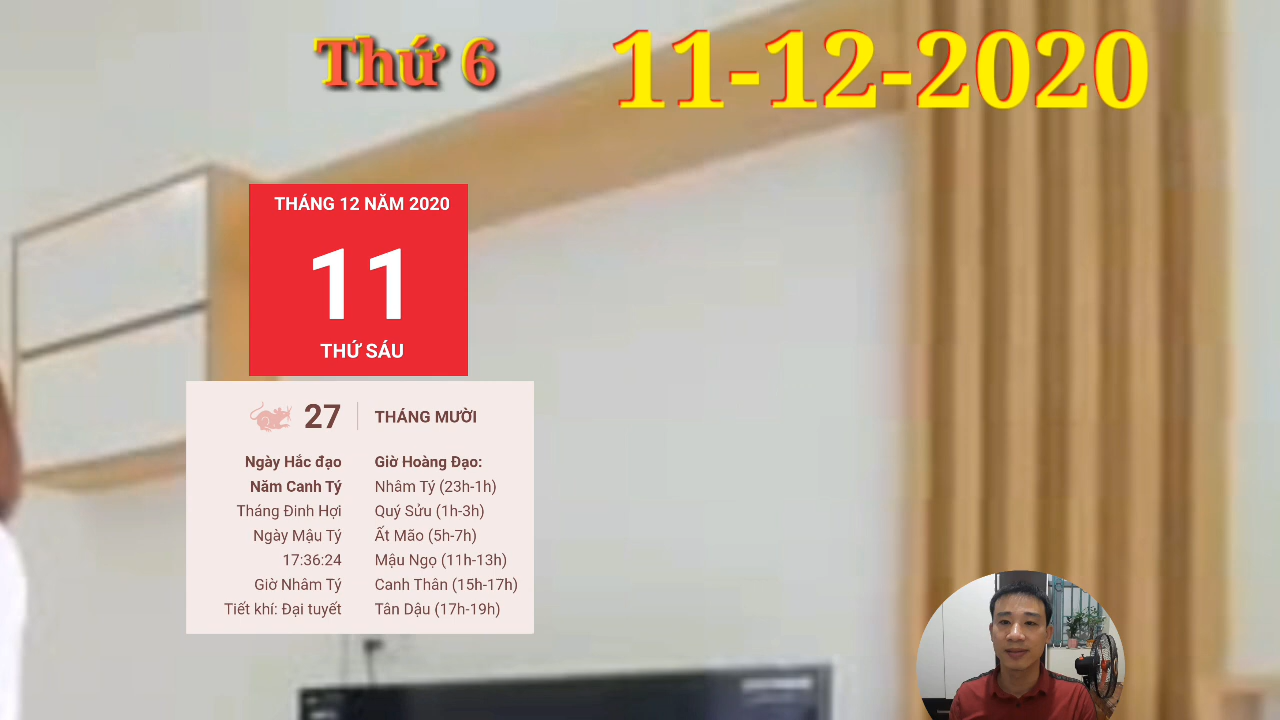 Thứ 6
11-12-2020
THÁNG 12 NĂM 2020
11
THỨ SÁU
27
THÁNG MƯỜI
Ngày Hắc đạo
Năm Canh Tý
Tháng Đinh Hợi
Ngày Mậu Tý
17:36:24
Giờ Nhâm Tý
Tiết khí: Đại tuyết
Giờ Hoàng Đạo:
Nhâm Tý (23h-1h)
Quý Sửu (1h-3h)
Ất Mão (5h-7h)
Mậu Ngọ (11h-13h)
Canh Thân (15h-17h)
Tân Dậu (17h-19h)